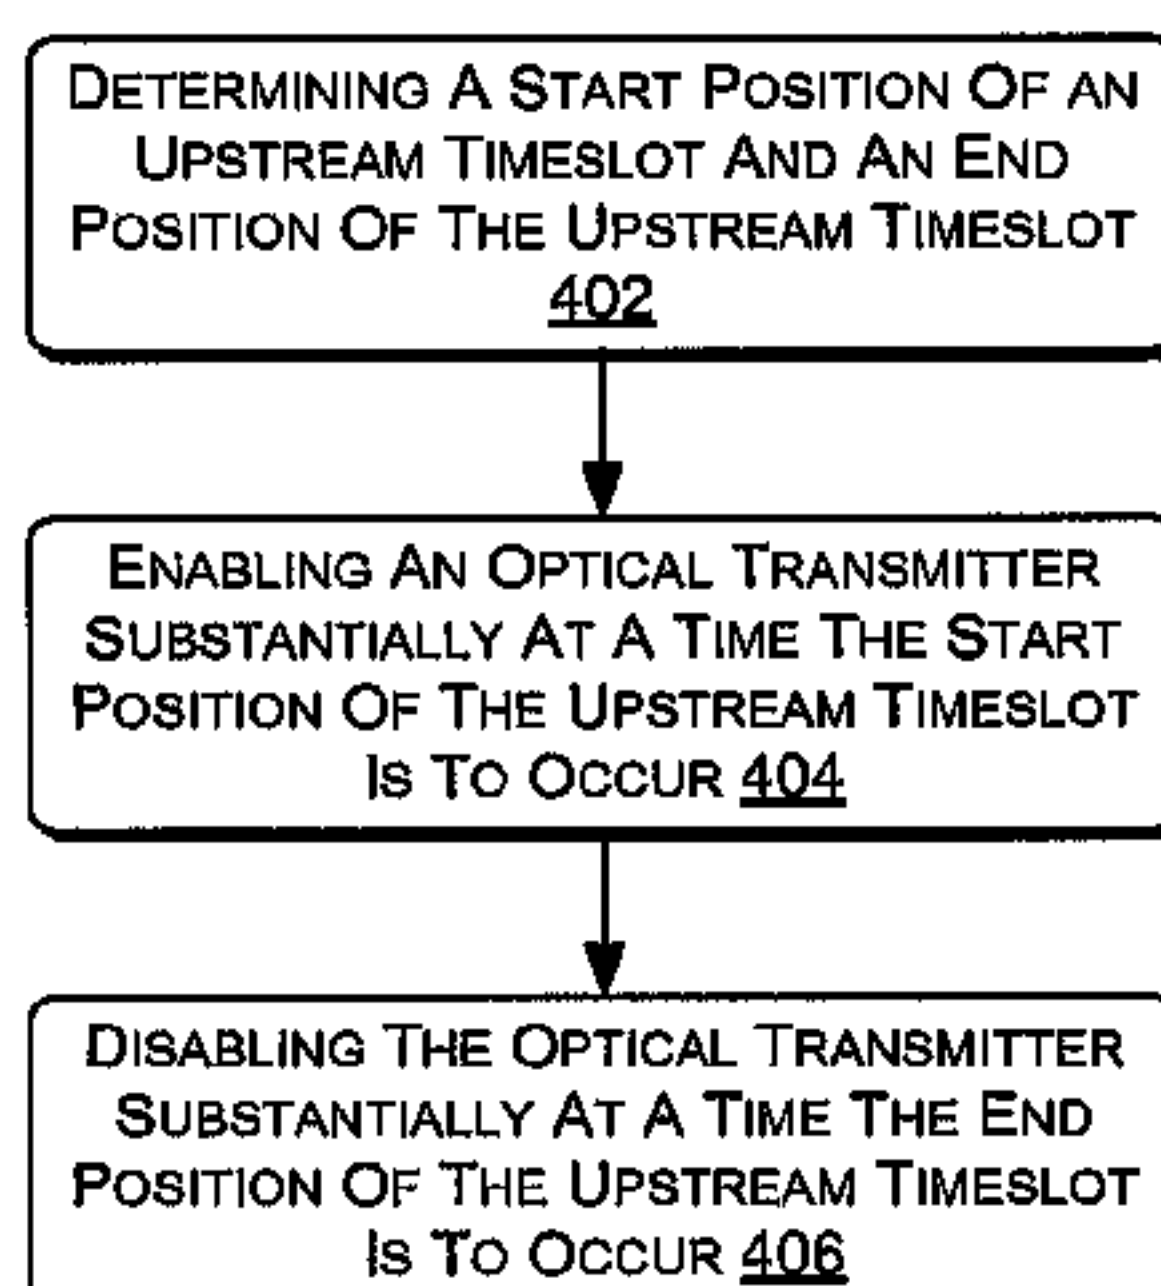 DETERMINING A START POSITION OF AN
UPSTREAM TIMESLOT AND AN END
POSITION OF THE UPSTREAM TIMESLOT
402
ENABLING AN OPTICAL TRANSMITTER
SUBSTANTIALLY AT A TIME THE START
POSITION OF THE UPSTREAM TIMESLOT
IS TO OCCUR 404
DISABLING THE OPTICAL TRANSMITTER
SUBSTANTIALLY AT A TIME THE END
POSITION OF THE UPSTREAM TIMESLOT
IS TO OCCUR 406